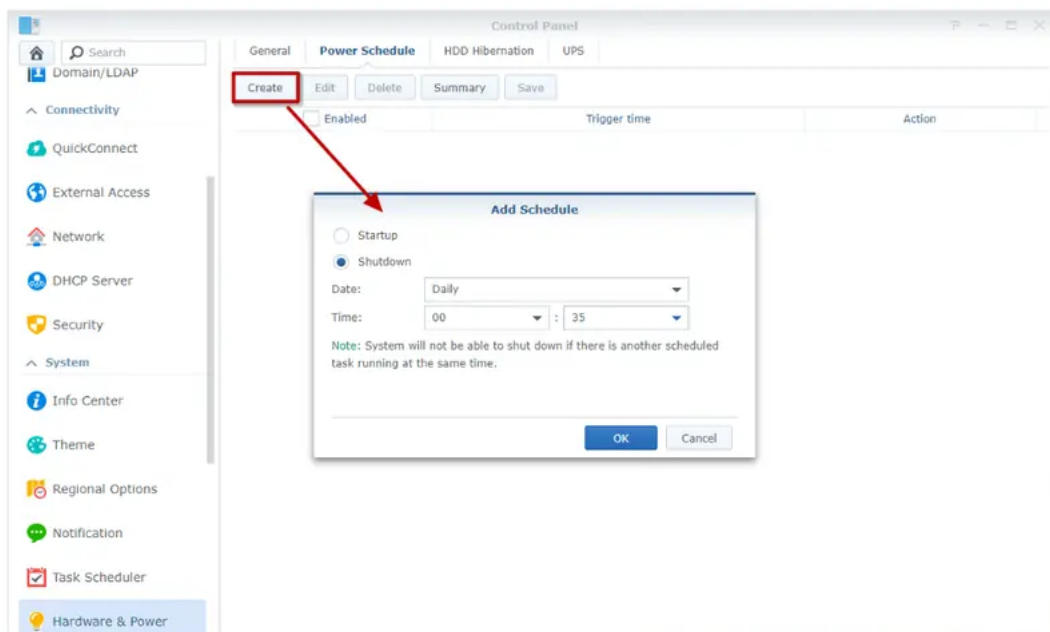 Control Panel
Search
Domain/LDAP
Connectivity
QuickConnect
External Access
Network
DHCP Server
Security
System
Info Center
Theme
Regional Options
Notification
Task Scheduler
Hardware & Power
General Power Schedule HDD Hibernation UPS
Create Edit Delete Summary Save
Enabled Trigger time Action
Add Schedule
Startup
Shutdown
Date: Daily
Time: 00 : 35
Note: System will not be able to shut down if there is another scheduled
task running at the same time.
OK Cancel